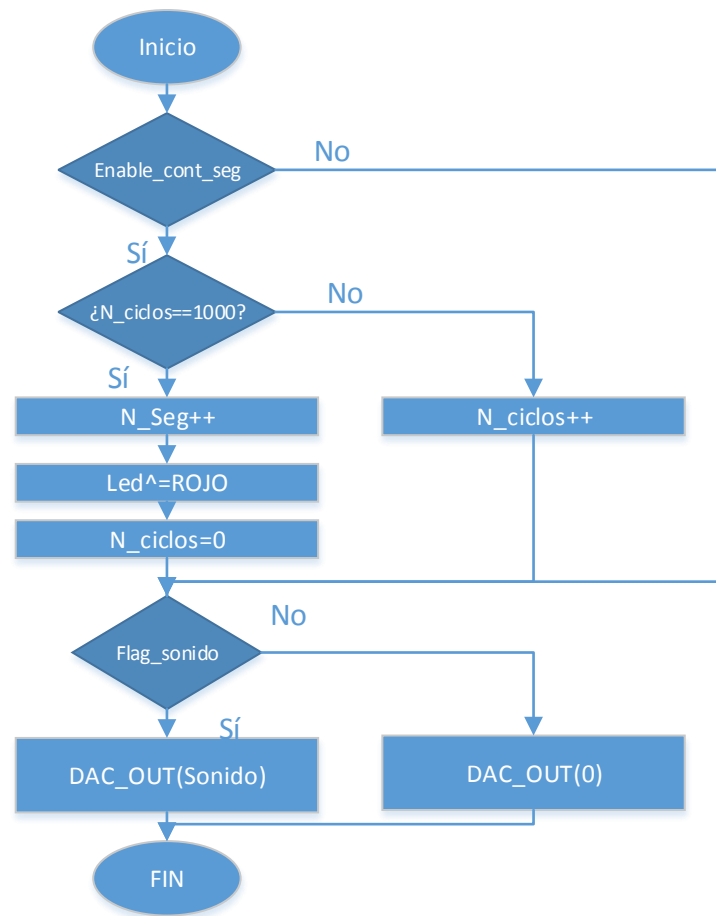 Inicio
Enable_cont_seg
No
Sí
¿N_ciclos==1000?
No
Sí
N_Seg++
N_ciclos++
Led^=ROJO
N_ciclos=0
Flag_sonido
No
Sí
DAC_OUT(Sonido)
DAC_OUT(0)
FIN